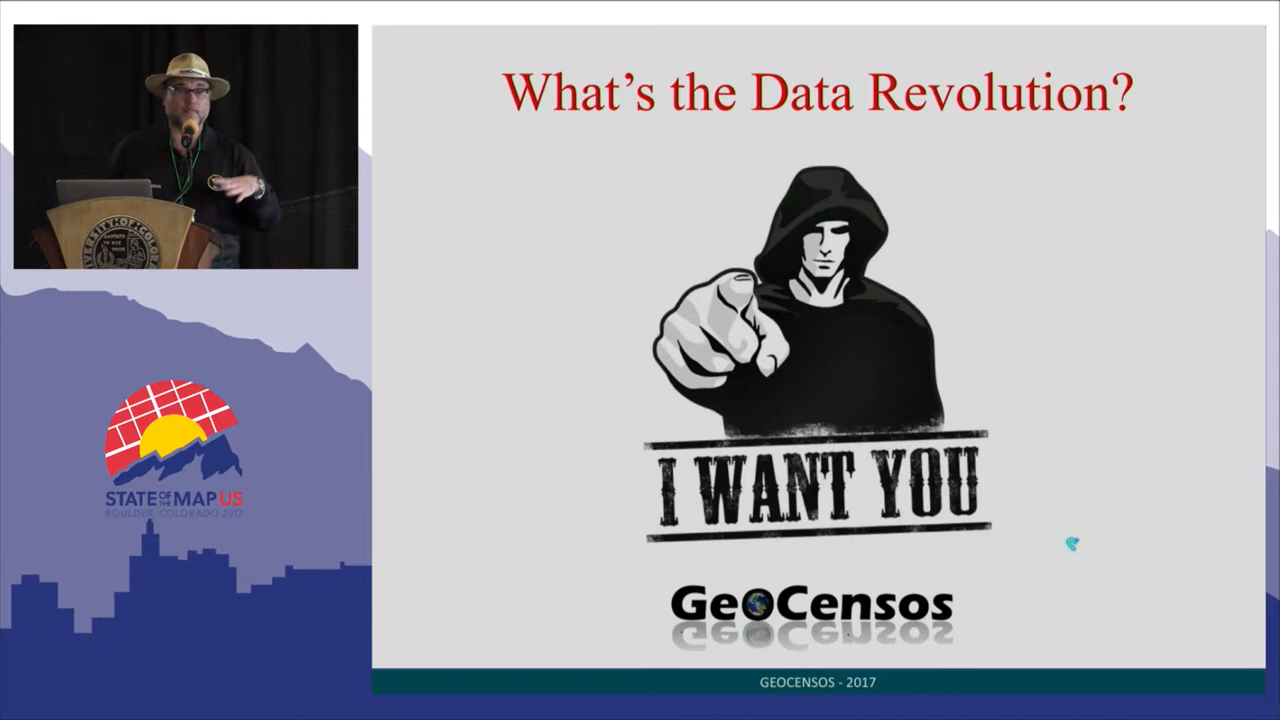 What's the Data Revolution?
I WANT YOU
GeoCensos
GEOCENSOS - 2017
STATE OF THE MAP US
BOULDER, COLORADO 2017